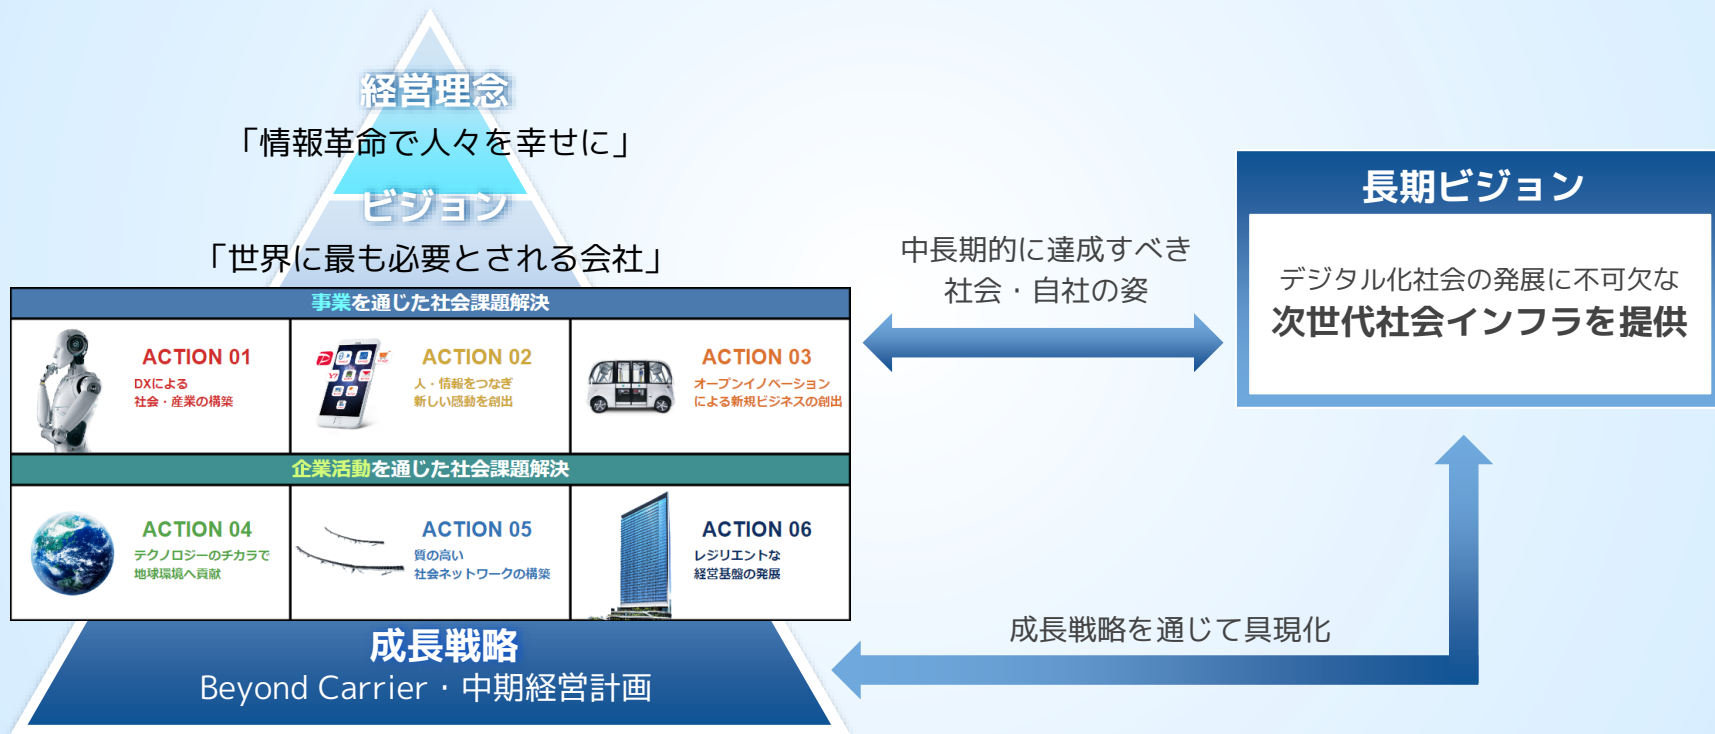 経営理念
「情報革命で人々を幸せに」
ビジョン
「世界に最も必要とされる会社」
事業を通じた社会課題解決
ACTION 01
DXによる
社会・産業の構築
ACTION 02
人・情報をつなぎ
新しい感動を創出
ACTION 03
オープンイノベーション
による新規ビジネスの創出
企業活動を通じた社会課題解決
ACTION 04
テクノロジーのチカラで
地球環境へ貢献
ACTION 05
質の高い
社会ネットワークの構築
ACTION 06
レジリエントな
経営基盤の発展
成長戦略
Beyond Carrier・中期経営計画
中長期的に達成すべき
社会・自社の姿
長期ビジョン
デジタル化社会の発展に不可欠な
次世代社会インフラを提供
成長戦略を通じて具現化